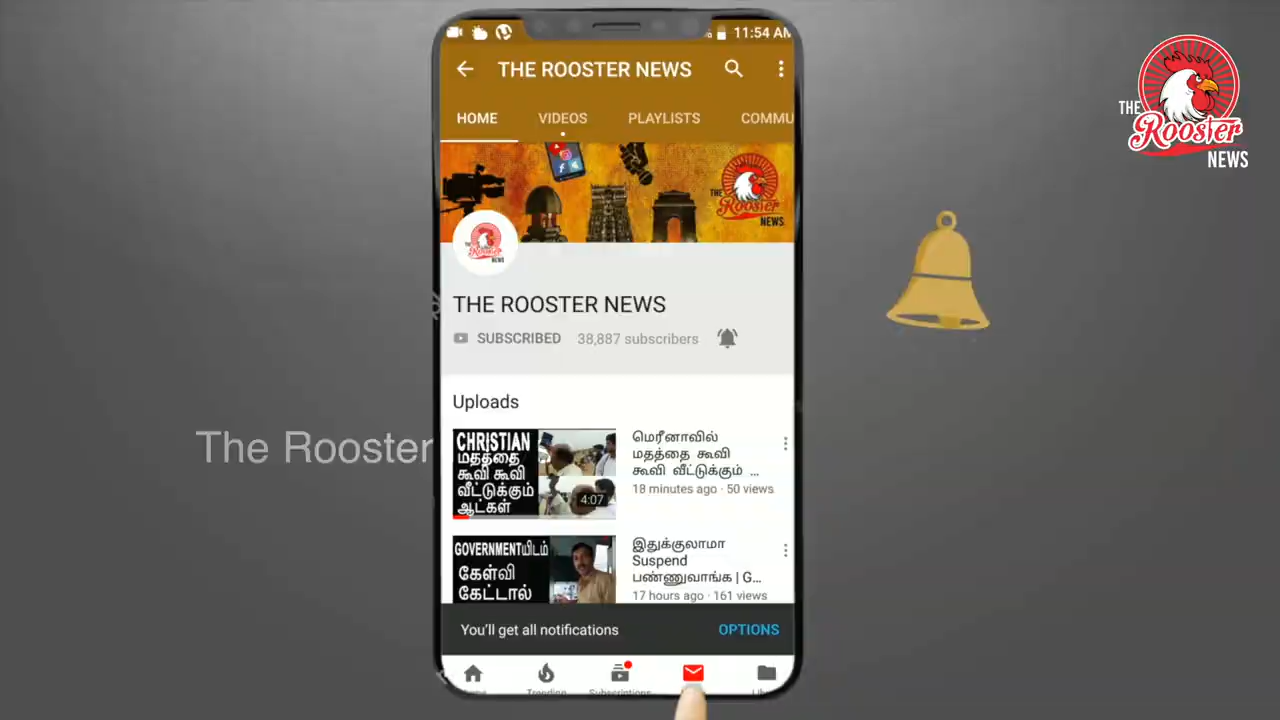 11:54 AM
THE ROOSTER NEWS
HOME VIDEOS PLAYLISTS COMMU
THE
Rooster
NEWS
THE
Rooster
NEWS
THE ROOSTER NEWS
SUBSCRIBED 38,887 subscribers
The Rooster
Uploads
CHRISTIAN
மதத்தை
கூவி கூவி
வீட்டுக்கும்
ஆட்கள்
4:07
மெரீனாவில்
மதத்தை கூவி
கூவி வீட்டுக்கும் ...
18 minutes ago · 50 views
GOVERNMENTயிடம்
கேள்வி
கேட்டால்
இதுக்குலாமா
Suspend
பண்ணுவாங்க | G...
17 hours ago · 161 views
You'll get all notifications OPTIONS
Trending Subscriptions